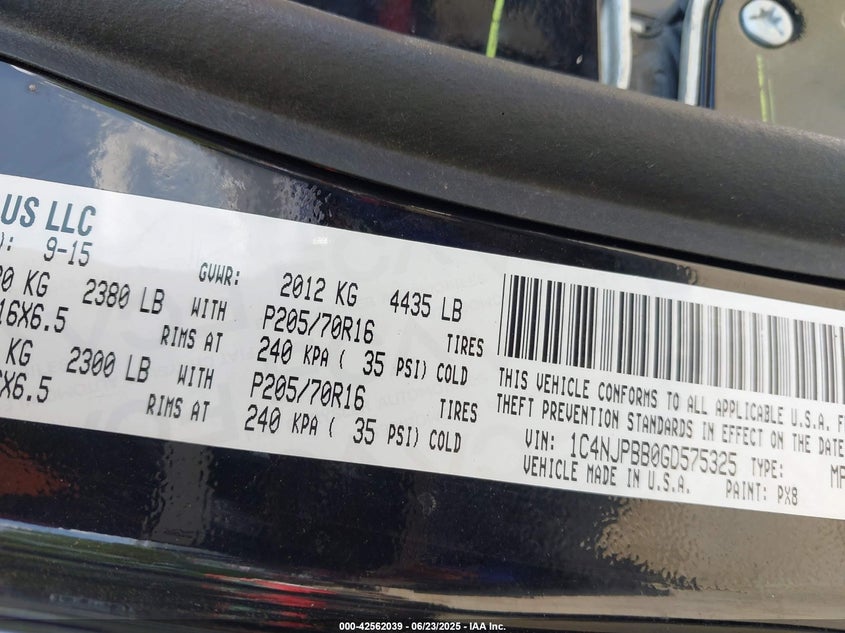 US LLC
): 9-15
GVWR: 2012 KG 4435 LB
20 KG 2380 LB WITH P205/70R16 TIRES
16X6.5 RIMS AT 240 KPA ( 35 PSI) COLD
KG 2300 LB WITH P205/70R16 TIRES
X6.5 RIMS AT 240 KPA ( 35 PSI) COLD
THIS VEHICLE CONFORMS TO ALL APPLICABLE U.S.A.
THEFT PREVENTION STANDARDS IN EFFECT ON THE DATE
VIN: 1C4NJPBB0GD575325 TYPE: MP
VEHICLE MADE IN U.S.A. PAINT: PX8
000-42562039 - 06/23/2025 - IAA Inc.